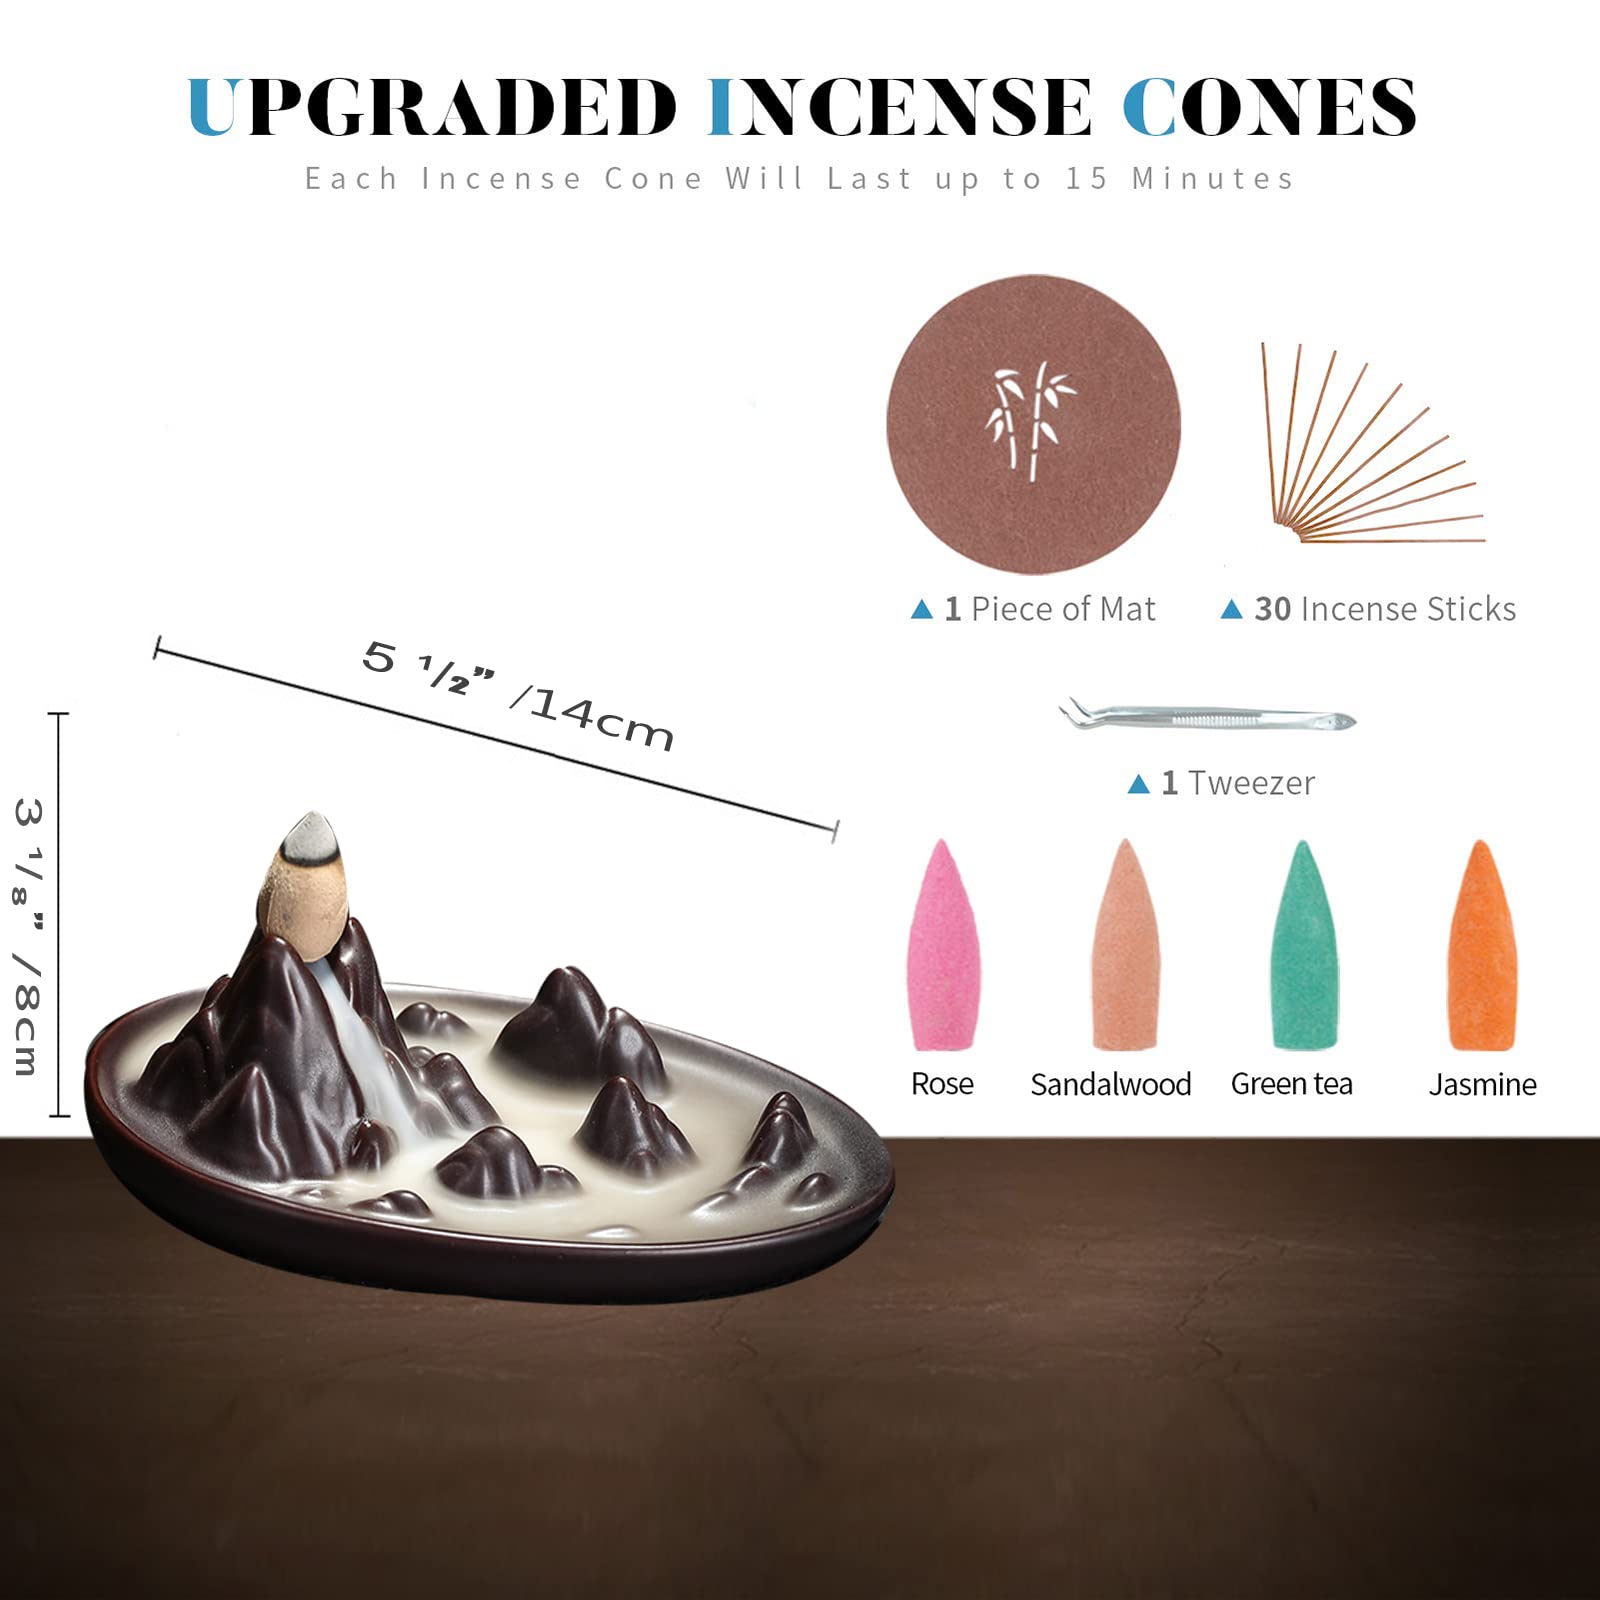 UPGRADED INCENSE CONES
Each Incense Cone Will Last up to 15 Minutes
▲ 1 Piece of Mat
▲ 30 Incense Sticks
5 1/2” /14cm
3 1/8” /8cm
▲ 1 Tweezer
Rose
Sandalwood
Green tea
Jasmine